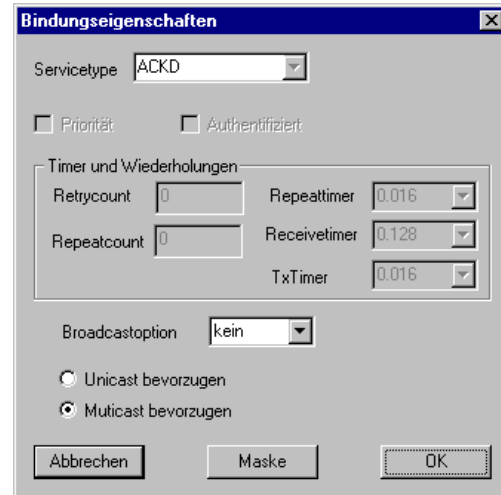 Bindungseigenschaften
Servicetype ACKD
Priorität Authentifiziert
Timer und Wiederholungen
Retrycount 0 Repeattimer 0.016
Repeatcount 0 Receivetimer 0.128
TxTimer 0.016
Broadcastoption kein
Unicast bevorzugen
Muticast bevorzugen
Abbrechen Maske OK